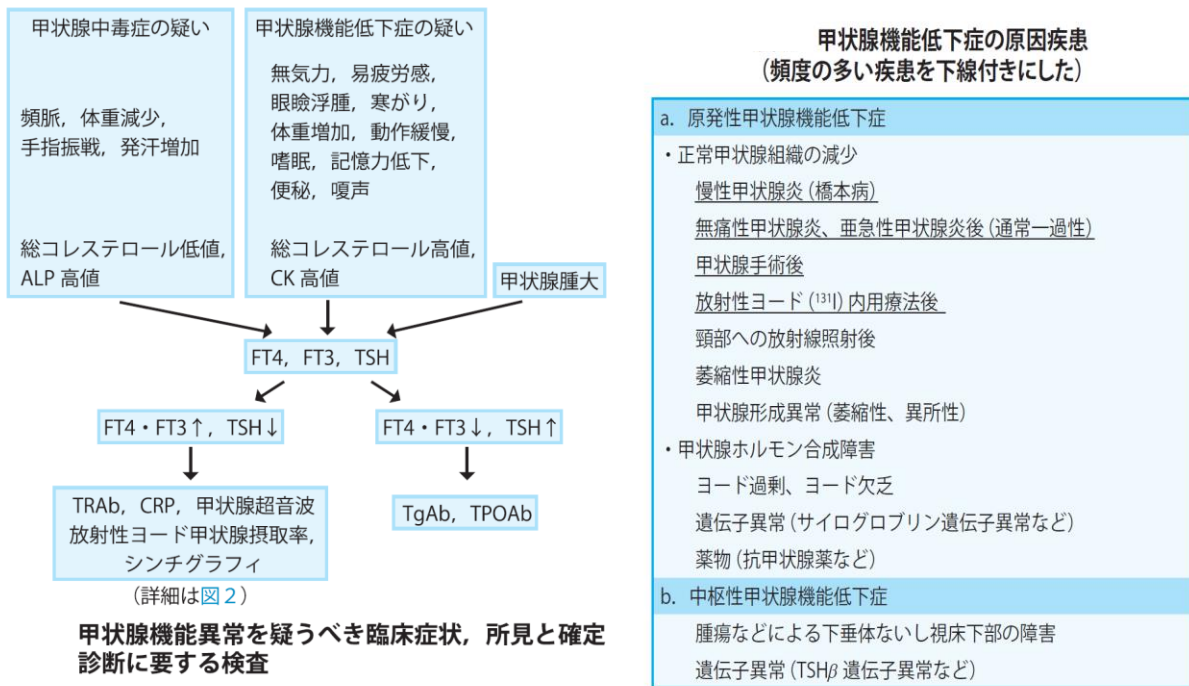 甲状腺中毒症の疑い
頻脈，体重減少，
手指振戦，発汗増加
総コレステロール低値，
ALP 高値
甲状腺機能低下症の疑い
無気力，易疲労感，
眼瞼浮腫，寒がり，
体重増加，動作緩慢，
嗜眠，記憶力低下，
便秘，嗄声
総コレステロール高値，
CK 高値
甲状腺腫大
FT4，FT3，TSH
FT4・FT3↑，TSH↓
FT4・FT3↓，TSH↑
TRAb，CRP，甲状腺超音波
放射性ヨード甲状腺摂取率，
シンチグラフィ
（詳細は図2）
TgAb，TPOAb
甲状腺機能異常を疑うべき臨床症状，所見と確定
診断に要する検査
甲状腺機能低下症の原因疾患
（頻度の多い疾患を下線付きにした）
a. 原発性甲状腺機能低下症
・正常甲状腺組織の減少
慢性甲状腺炎（橋本病）
無痛性甲状腺炎、亜急性甲状腺炎後（通常一過性）
甲状腺手術後
放射性ヨード（¹³¹I）内用療法後
頸部への放射線照射後
萎縮性甲状腺炎
甲状腺形成異常（萎縮性、異所性）
・甲状腺ホルモン合成障害
ヨード過剰、ヨード欠乏
遺伝子異常（サイログロブリン遺伝子異常など）
薬物（抗甲状腺薬など）
b. 中枢性甲状腺機能低下症
腫瘍などによる下垂体ないし視床下部の障害
遺伝子異常（TSHβ 遺伝子異常など）